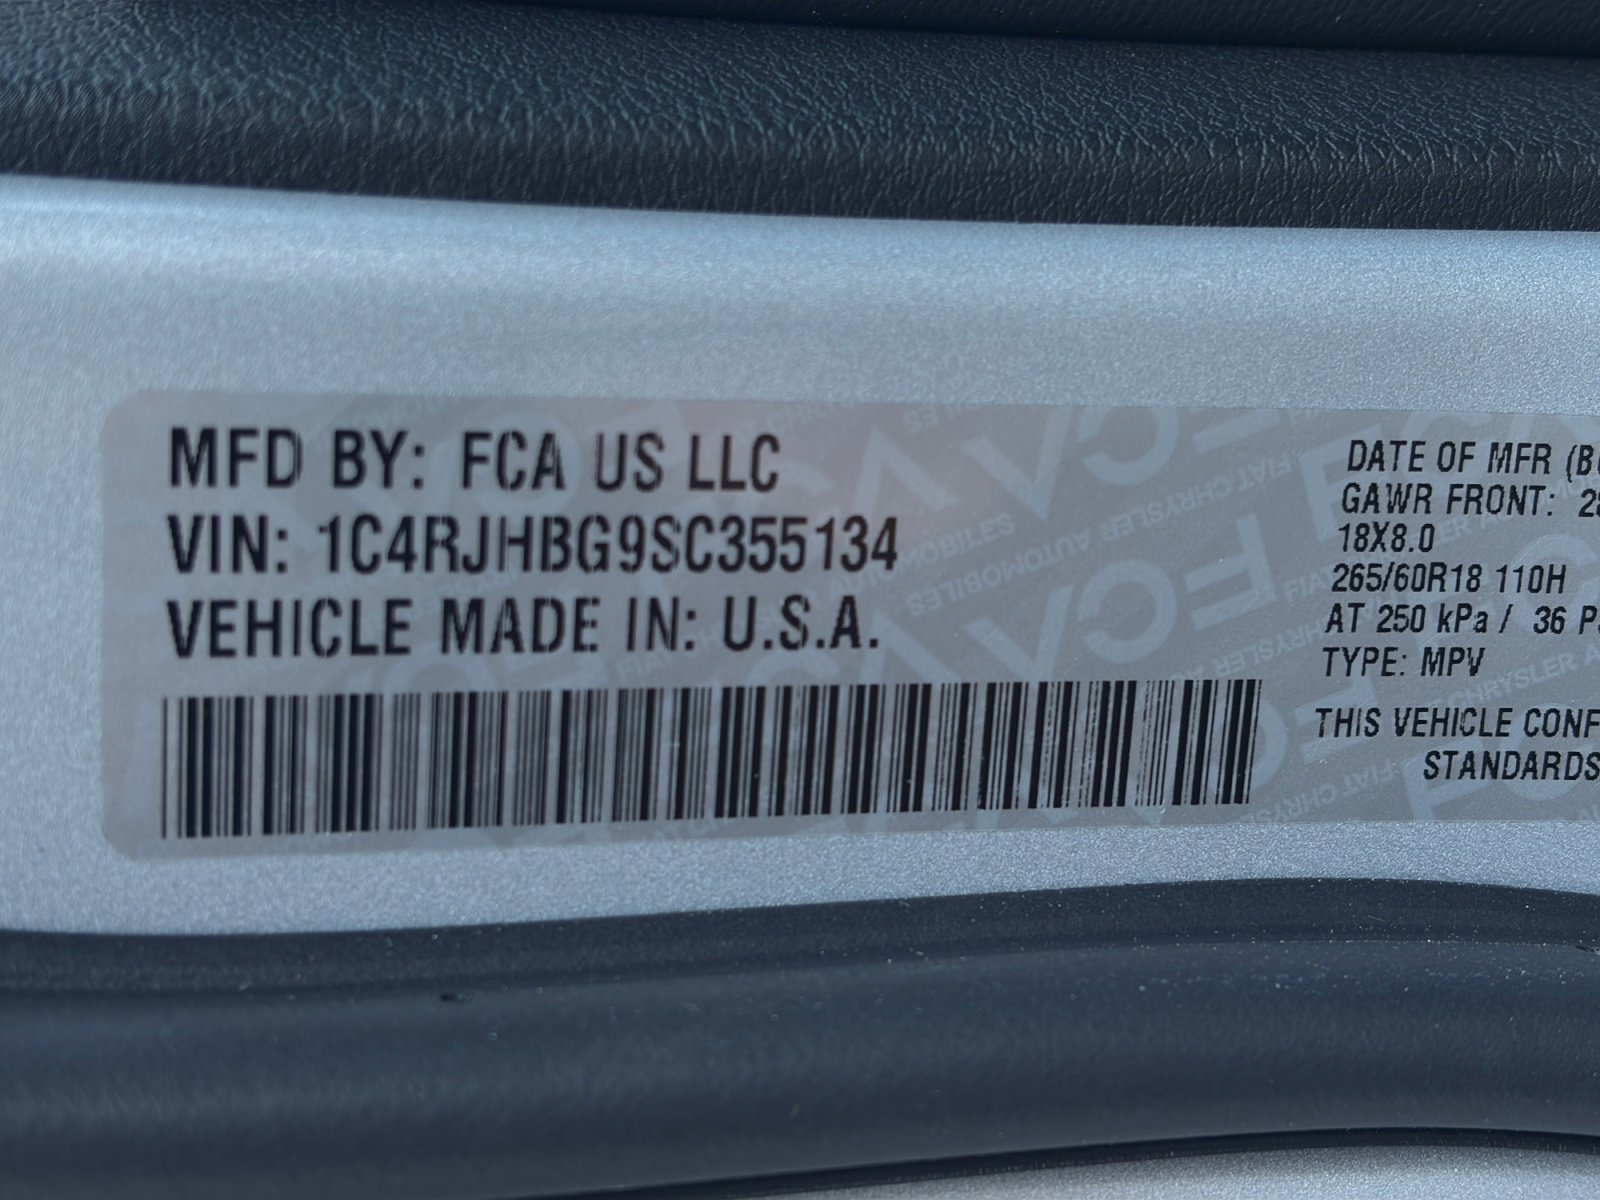 MFD BY: FCA US LLC
VIN: 1C4RJHBG9SC355134
VEHICLE MADE IN: U.S.A.
DATE OF MFR
GAWR FRONT:
18X8.0
265/60R18 110H
AT 250 kPa / 36
TYPE: MPV
THIS VEHICLE
STANDARDS